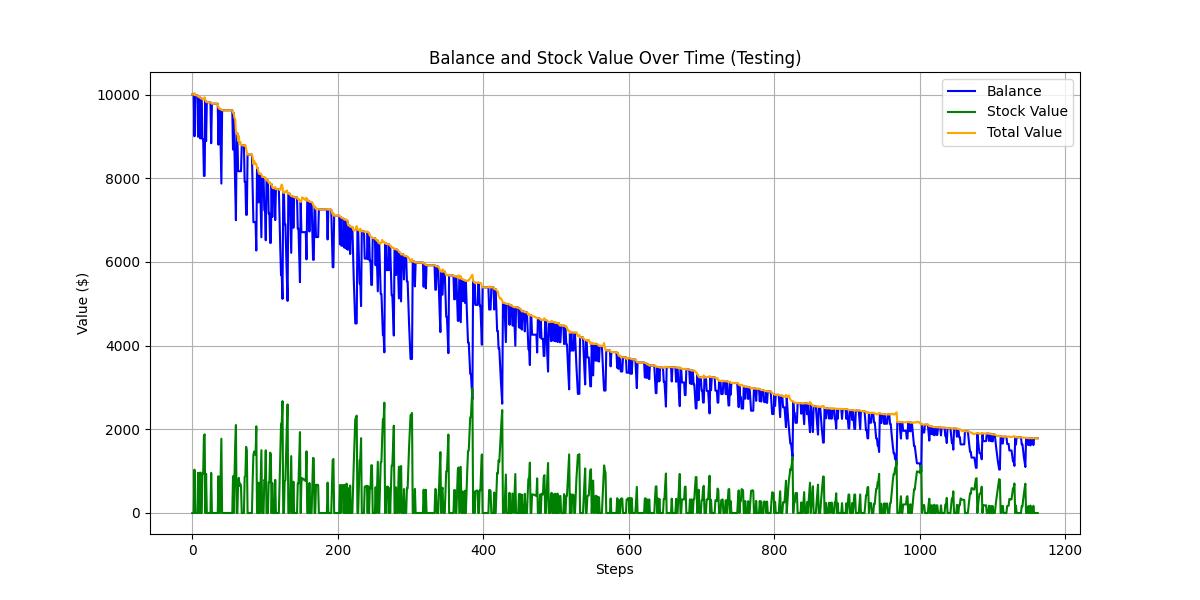 Balance and Stock Value Over Time (Testing)
Balance
Stock Value
Total Value
Value ($)
10000
8000
6000
4000
2000
0
0 200 400 600 800 1000 1200
Steps